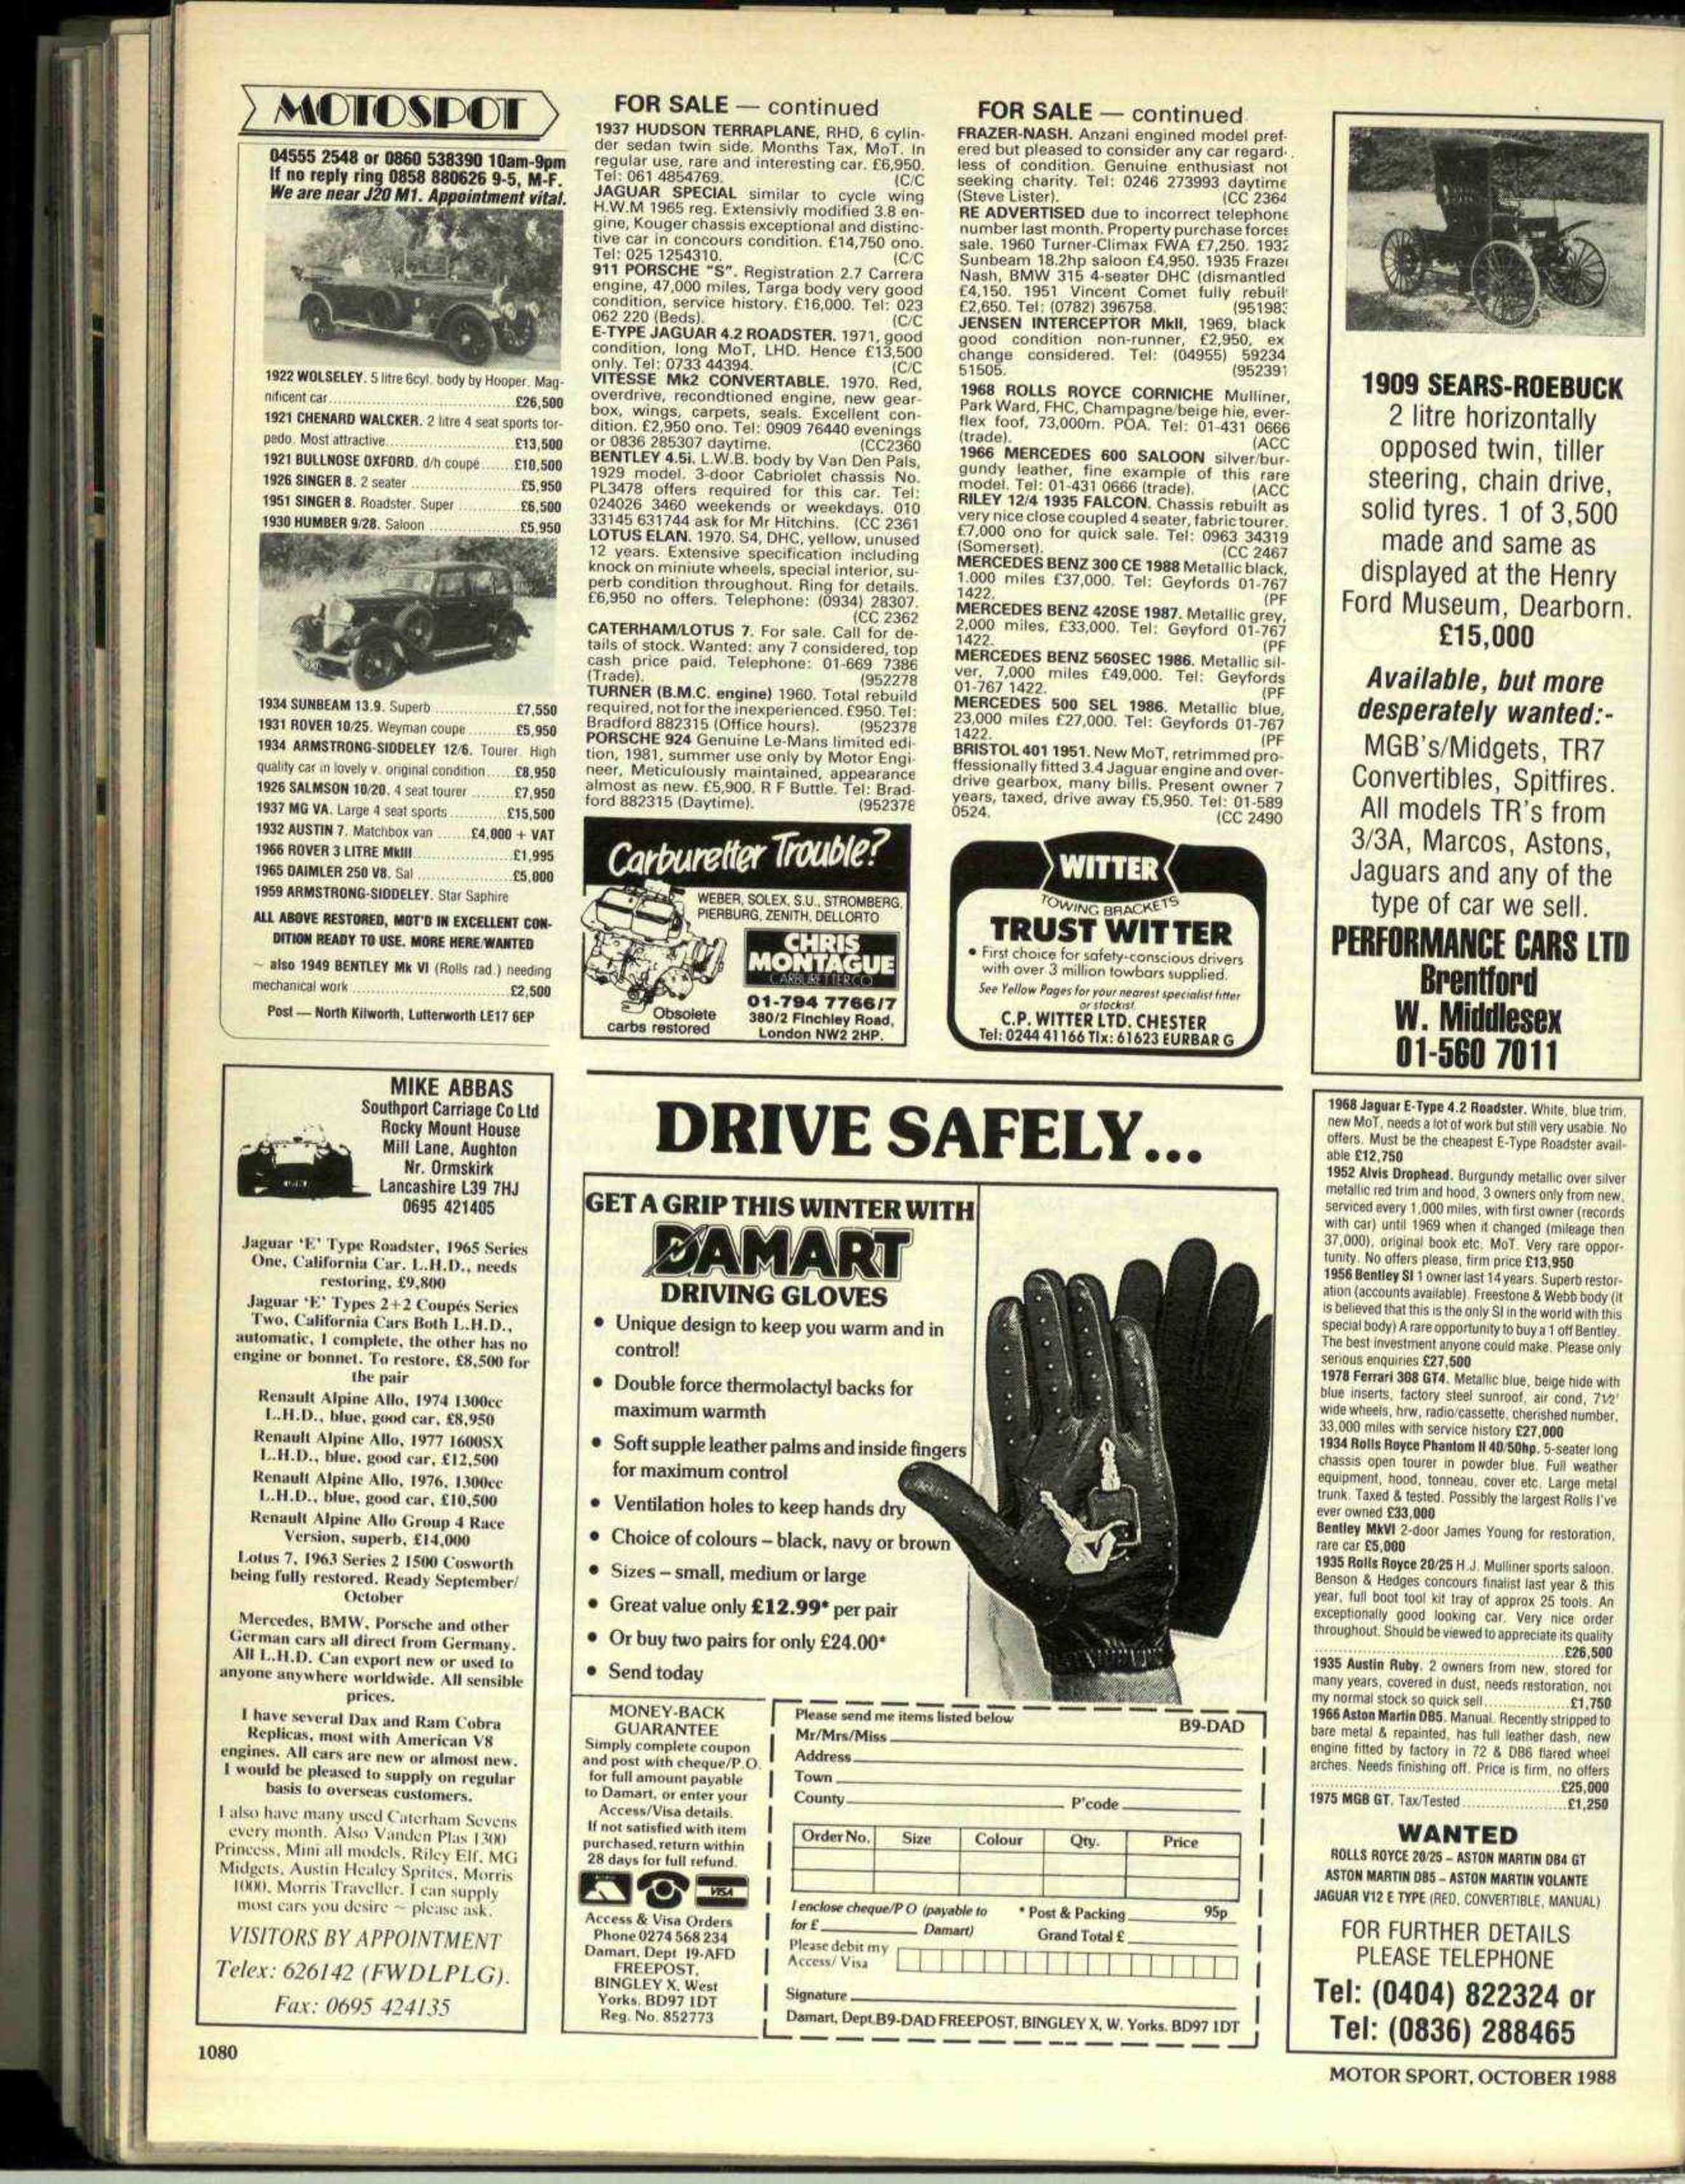 MOTOSPOT
04555 2548 or 0860 538390 10am-9pm
If no reply ring 0858 880626 9-5, M-F.
We are near J20 M1. Appointment vital.
1922 WOLSELEY. 5 litre 6cyl. body by Hooper. Mag-
nificent car £26,500
1921 CHENARD WALCKER. 2 litre 4 seat sports tor-
pedo. Most attractive £13,500
1921 BULLNOSE OXFORD. d/h coupé £10,500
1926 SINGER 8. 2 seater £5,950
1951 SINGER 8. Roadster. Super £6,500
1930 HUMBER 9/28. Saloon £5,950
1934 SUNBEAM 13.9. Superb £7,550
1931 ROVER 10/25. Weyman coupe £5,950
1934 ARMSTRONG-SIDDELEY 12/6. Tourer. High
quality car in lovely v. original condition £8,950
1926 SALMSON 10/20. 4 seat tourer £7,950
1937 MG VA. Large 4 seat sports £15,500
1932 AUSTIN 7. Matchbox van £4,000 + VAT
1966 ROVER 3 LITRE MkIII £1,995
1965 DAIMLER 250 V8. Sal £5,000
1959 ARMSTRONG-SIDDELEY. Star Saphire
ALL ABOVE RESTORED, MOT'D IN EXCELLENT CON-
DITION READY TO USE. MORE HERE/WANTED
~ also 1949 BENTLEY Mk VI (Rolls rad.) needing
mechanical work £2,500
Post — North Kilworth, Lutterworth LE17 6EP
MIKE ABBAS
Southport Carriage Co Ltd
Rocky Mount House
Mill Lane, Aughton
Nr. Ormskirk
Lancashire L39 7HJ
0695 421405
Jaguar 'E' Type Roadster, 1965 Series
One, California Car. L.H.D., needs
restoring, £9,800
Jaguar 'E' Types 2+2 Coupés Series
Two, California Cars Both L.H.D.,
automatic, 1 complete, the other has no
engine or bonnet. To restore, £8,500 for
the pair
Renault Alpine Allo, 1974 1300cc
L.H.D., blue, good car, £8,950
Renault Alpine Allo, 1977 1600SX
L.H.D., blue, good car, £12,500
Renault Alpine Allo, 1976, 1300cc
L.H.D., blue, good car, £10,500
Renault Alpine Allo Group 4 Race
Version, superb, £14,000
Lotus 7, 1963 Series 2 1500 Cosworth
being fully restored. Ready September/
October
Mercedes, BMW, Porsche and other
German cars all direct from Germany.
All L.H.D. Can export new or used to
anyone anywhere worldwide. All sensible
prices.
I have several Dax and Ram Cobra
Replicas, most with American V8
engines. All cars are new or almost new.
I would be pleased to supply on regular
basis to overseas customers.
I also have many used Caterham Sevens
every month. Also Vanden Plas 1300
Princess, Mini all models, Riley Elf, MG
Midgets, Austin Healey Sprites, Morris
1000, Morris Traveller. I can supply
most cars you desire ~ please ask.
VISITORS BY APPOINTMENT
Telex: 626142 (FWDLPLG).
Fax: 0695 424135
FOR SALE — continued
1937 HUDSON TERRAPLANE, RHD, 6 cylin-
der sedan twin side. Months Tax, MoT. In
regular use, rare and interesting car. £6,950.
Tel: 061 4854769. (C/C
JAGUAR SPECIAL similar to cycle wing
H.W.M 1965 reg. Extensivly modified 3.8 en-
gine, Kouger chassis exceptional and distinc-
tive car in concours condition. £14,750 ono.
Tel: 025 1254310. (C/C
911 PORSCHE "S". Registration 2.7 Carrera
engine, 47,000 miles, Targa body very good
condition, service history. £16,000. Tel: 023
062 220 (Beds). (C/C
E-TYPE JAGUAR 4.2 ROADSTER. 1971, good
condition, long MoT, LHD. Hence £13,500
only. Tel: 0733 44394. (C/C
VITESSE Mk2 CONVERTABLE. 1970. Red,
overdrive, recondtioned engine, new gear-
box, wings, carpets, seals. Excellent con-
dition. £2,950 ono. Tel: 0909 76440 evenings
or 0836 285307 daytime. (CC2360
BENTLEY 4.5i. L.W.B. body by Van Den Pals,
1929 model. 3-door Cabriolet chassis No.
PL3478 offers required for this car. Tel:
024026 3460 weekends or weekdays. 010
33145 631744 ask for Mr Hitchins. (CC 2361
LOTUS ELAN. 1970. S4, DHC, yellow, unused
12 years. Extensive specification including
knock on miniute wheels, special interior, su-
perb condition throughout. Ring for details.
£6,950 no offers. Telephone: (0934) 28307.
(CC 2362
CATERHAM/LOTUS 7. For sale. Call for de-
tails of stock. Wanted: any 7 considered, top
cash price paid. Telephone: 01-669 7386
(Trade). (952278
TURNER (B.M.C. engine) 1960. Total rebuild
required, not for the inexperienced. £950. Tel:
Bradford 882315 (Office hours). (952378
PORSCHE 924 Genuine Le-Mans limited edi-
tion, 1981, summer use only by Motor Engi-
neer, Meticulously maintained, appearance
almost as new. £5,900. R F Buttle. Tel: Brad-
ford 882315 (Daytime). (952378
Carburetter Trouble?
WEBER, SOLEX, S.U., STROMBERG,
PIERBURG, ZENITH, DELLORTO
CHRIS
MONTAGUE
CARBURETTER CO
Obsolete
carbs restored
01-794 7766/7
380/2 Finchley Road,
London NW2 2HP.
FOR SALE — continued
FRAZER-NASH. Anzani engined model pref-
ered but pleased to consider any car regard-
less of condition. Genuine enthusiast not
seeking charity. Tel: 0246 273993 daytime
(Steve Lister). (CC 2364
RE ADVERTISED due to incorrect telephone
number last month. Property purchase forces
sale. 1960 Turner-Climax FWA £7,250. 1932
Sunbeam 18.2hp saloon £4,950. 1935 Frazer
Nash, BMW 315 4-seater DHC (dismantled
£4,150. 1951 Vincent Comet fully rebuil
£2,650. Tel: (0782) 396758. (95198
JENSEN INTERCEPTOR MkII, 1969, black
good condition non-runner, £2,950, ex
change considered. Tel: (04955) 59234
51505. (952391
1968 ROLLS ROYCE CORNICHE Mulliner,
Park Ward, FHC, Champagne/beige hie, ever-
flex foof, 73,000m. POA. Tel: 01-431 0666
(trade). (ACC
1966 MERCEDES 600 SALOON silver/bur-
gundy leather, fine example of this rare
model. Tel: 01-431 0666 (trade). (ACC
RILEY 12/4 1935 FALCON. Chassis rebuilt as
very nice close coupled 4 seater, fabric tourer.
£7,000 ono for quick sale. Tel: 0963 34319
(Somerset). (CC 2467
MERCEDES BENZ 300 CE 1988 Metallic black,
1.000 miles £37,000. Tel: Geyfords 01-767
1422. (PF
MERCEDES BENZ 420SE 1987. Metallic grey,
2,000 miles, £33,000. Tel: Geyford 01-767
1422. (PF
MERCEDES BENZ 560SEC 1986. Metallic sil-
ver, 7,000 miles £49,000. Tel: Geyfords
01-767 1422. (PF
MERCEDES 500 SEL 1986. Metallic blue,
23,000 miles £27,000. Tel: Geyfords 01-767
1422. (PF
BRISTOL 401 1951. New MoT, retrimmed pro-
ffessionally fitted 3.4 Jaguar engine and over-
drive gearbox, many bills. Present owner 7
years, taxed, drive away £5,950. Tel: 01-589
0524. (CC 2490
WITTER
TOWING BRACKETS
TRUST WITTER
• First choice for safety-conscious drivers
with over 3 million towbars supplied.
See Yellow Pages for your nearest specialist fitter
or stockist
C.P. WITTER LTD. CHESTER
Tel: 0244 41166 Tlx: 61623 EURBAR G
DRIVE SAFELY...
GET A GRIP THIS WINTER WITH
DAMART
DRIVING GLOVES
• Unique design to keep you warm and in
control!
• Double force thermolactyl backs for
maximum warmth
• Soft supple leather palms and inside fingers
for maximum control
• Ventilation holes to keep hands dry
• Choice of colours – black, navy or brown
• Sizes – small, medium or large
• Great value only £12.99* per pair
• Or buy two pairs for only £24.00*
• Send today
MONEY-BACK
GUARANTEE
Simply complete coupon
and post with cheque/P.O.
for full amount payable
to Damart, or enter your
Access/Visa details.
If not satisfied with item
purchased, return within
28 days for full refund.
VISA
Access & Visa Orders
Phone 0274 568 234
Damart, Dept 19-AFD
FREEPOST,
BINGLEY X, West
Yorks. BD97 1DT
Reg. No. 852773
Please send me items listed below
B9-DAD
Mr/Mrs/Miss
Address
Town
County P'code
Order No. Size Colour Qty. Price
I enclose cheque/P O (payable to * Post & Packing 95p
for £ Damart) Grand Total £
Please debit my
Access/ Visa
Signature
Damart, Dept.B9-DAD FREEPOST, BINGLEY X, W. Yorks. BD97 1DT
1909 SEARS-ROEBUCK
2 litre horizontally
opposed twin, tiller
steering, chain drive,
solid tyres. 1 of 3,500
made and same as
displayed at the Henry
Ford Museum, Dearborn.
£15,000
Available, but more
desperately wanted:-
MGB's/Midgets, TR7
Convertibles, Spitfires.
All models TR's from
3/3A, Marcos, Astons,
Jaguars and any of the
type of car we sell.
PERFORMANCE CARS LTD
Brentford
W. Middlesex
01-560 7011
1968 Jaguar E-Type 4.2 Roadster. White, blue trim,
new MoT, needs a lot of work but still very usable. No
offers. Must be the cheapest E-Type Roadster avail-
able £12,750
1952 Alvis Drophead. Burgundy metallic over silver
metallic red trim and hood, 3 owners only from new,
serviced every 1,000 miles, with first owner (records
with car) until 1969 when it changed (mileage then
37,000), original book etc. MoT. Very rare oppor-
tunity. No offers please, firm price £13,950
1956 Bentley SI 1 owner last 14 years. Superb restor-
ation (accounts available). Freestone & Webb body (it
is believed that this is the only SI in the world with this
special body) A rare opportunity to buy a 1 off Bentley.
The best investment anyone could make. Please only
serious enquiries £27,500
1978 Ferrari 308 GT4. Metallic blue, beige hide with
blue inserts, factory steel sunroof, air cond, 7½'
wide wheels, hrw, radio/cassette, cherished number,
33,000 miles with service history £27,000
1934 Rolls Royce Phantom II 40/50hp. 5-seater long
chassis open tourer in powder blue. Full weather
equipment, hood, tonneau, cover etc. Large metal
trunk. Taxed & tested. Possibly the largest Rolls I've
ever owned £33,000
Bentley MkVI 2-door James Young for restoration,
rare car £5,000
1935 Rolls Royce 20/25 H.J. Mulliner sports saloon.
Benson & Hedges concours finalist last year & this
year, full boot tool kit tray of approx 25 tools. An
exceptionally good looking car. Very nice order
throughout. Should be viewed to appreciate its quality
£26,500
1935 Austin Ruby. 2 owners from new, stored for
many years, covered in dust, needs restoration, not
my normal stock so quick sell £1,750
1966 Aston Martin DB5. Manual. Recently stripped to
bare metal & repainted, has full leather dash, new
engine fitted by factory in 72 & DB6 flared wheel
arches. Needs finishing off. Price is firm, no offers
£25,000
1975 MGB GT. Tax/Tested £1,250
WANTED
ROLLS ROYCE 20/25 – ASTON MARTIN DB4 GT
ASTON MARTIN DB5 – ASTON MARTIN VOLANTE
JAGUAR V12 E TYPE (RED, CONVERTIBLE, MANUAL)
FOR FURTHER DETAILS
PLEASE TELEPHONE
Tel: (0404) 822324 or
Tel: (0836) 288465
1080
MOTOR SPORT, OCTOBER 1988